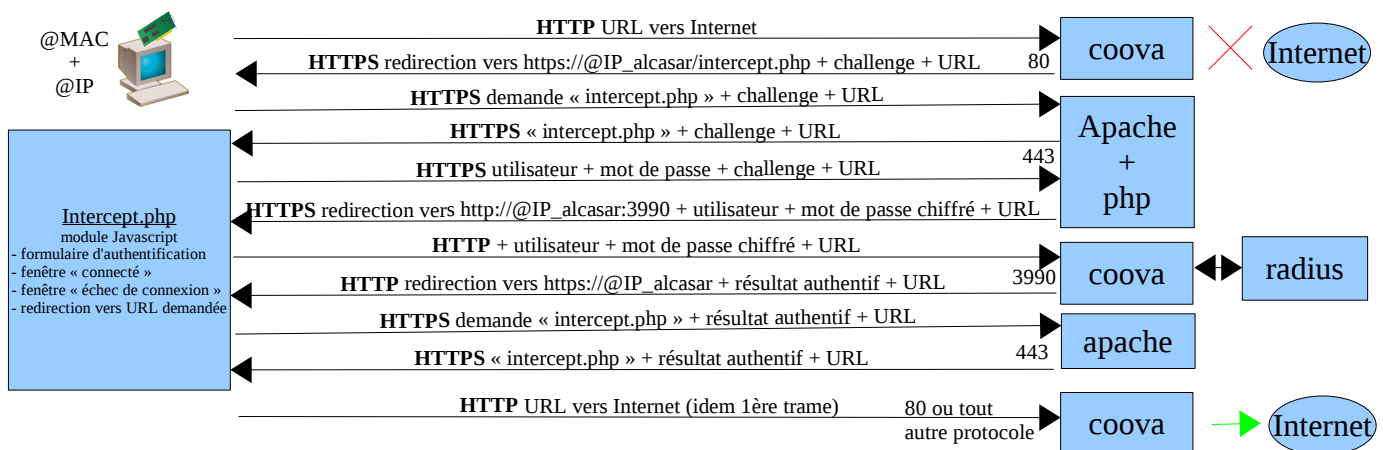 @MAC
+
@IP
HTTP URL vers Internet
coova
Internet
HTTPS redirection vers https://@IP_alcasar/intercept.php + challenge + URL
80
HTTPS demande « intercept.php » + challenge + URL
Apache
+
php
HTTPS « intercept.php » + challenge + URL
443
HTTPS utilisateur + mot de passe + challenge + URL
HTTPS redirection vers http://@IP_alcasar:3990 + utilisateur + mot de passe chiffré + URL
Intercept.php
module Javascript
- formulaire d'authentification
- fenêtre « connecté »
- fenêtre « échec de connexion »
- redirection vers URL demandée
HTTP + utilisateur + mot de passe chiffré + URL
coova
radius
HTTP redirection vers https://@IP_alcasar + résultat authentif + URL
3990
HTTPS demande « intercept.php » + résultat authentif + URL
apache
HTTPS « intercept.php » + résultat authentif + URL
443
HTTP URL vers Internet (idem 1ère trame)
80 ou tout
autre protocole
coova
Internet